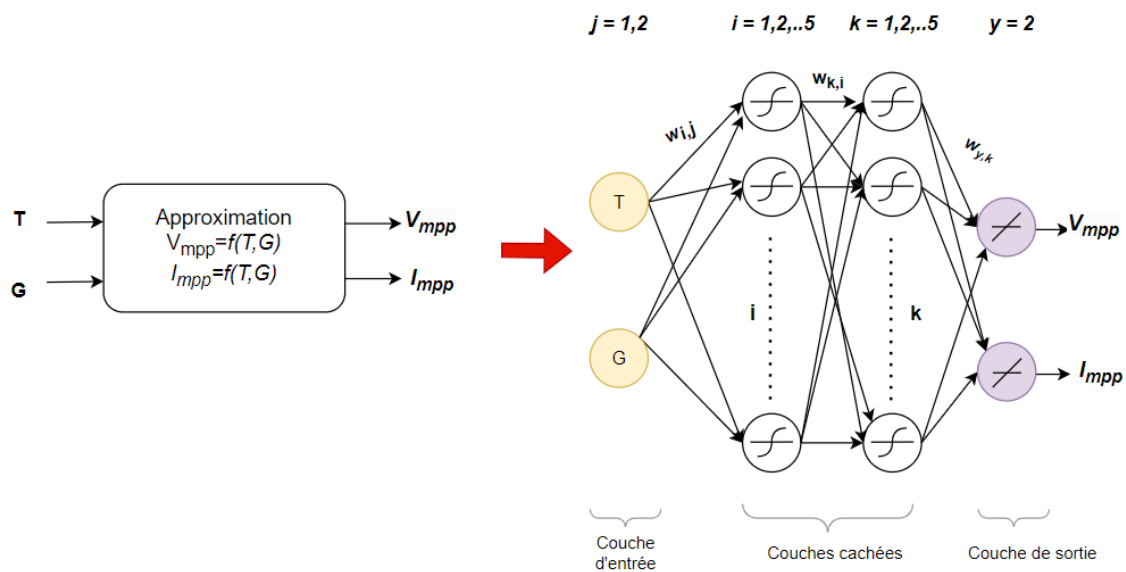 j = 1,2
i = 1,2,..5
k = 1,2,..5
y = 2
T
G
Approximation
Vmpp=f(T,G)
Impp=f(T,G)
Vmpp
Impp
wi,j
wk,i
wy,k
T
G
i
k
Vmpp
Impp
Couche
d'entrée
Couches cachées
Couche de sortie